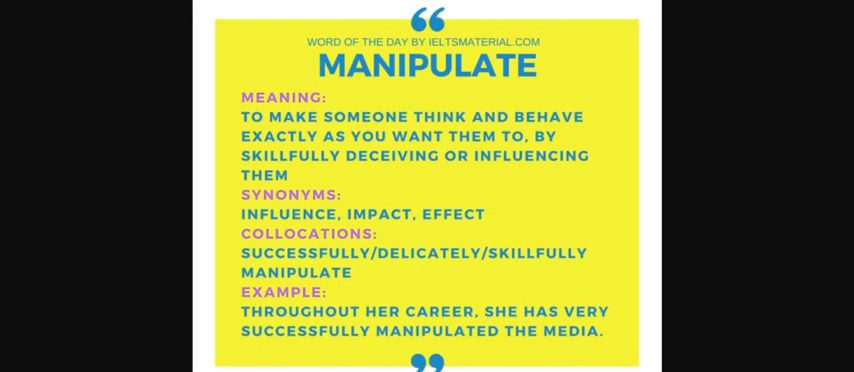 WORD OF THE DAY BY IELTSMATERIAL.COM
MANIPULATE
MEANING:
TO MAKE SOMEONE THINK AND BEHAVE
EXACTLY AS YOU WANT THEM TO, BY
SKILLFULLY DECEIVING OR INFLUENCING
THEM
SYNONYMS:
INFLUENCE, IMPACT, EFFECT
COLLOCATIONS:
SUCCESSFULLY/DELICATELY/SKILLFULLY
MANIPULATE
EXAMPLE:
THROUGHOUT HER CAREER, SHE HAS VERY
SUCCESSFULLY MANIPULATED THE MEDIA.